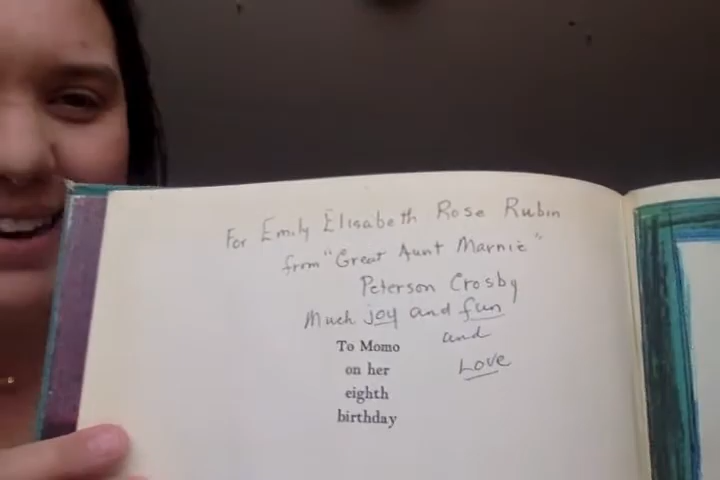 For Emily Elisabeth Rose Rubin
from "Great Aunt Marnie"
Peterson Crosby
Much joy and fun
and
Love
To Momo
on her
eighth
birthday